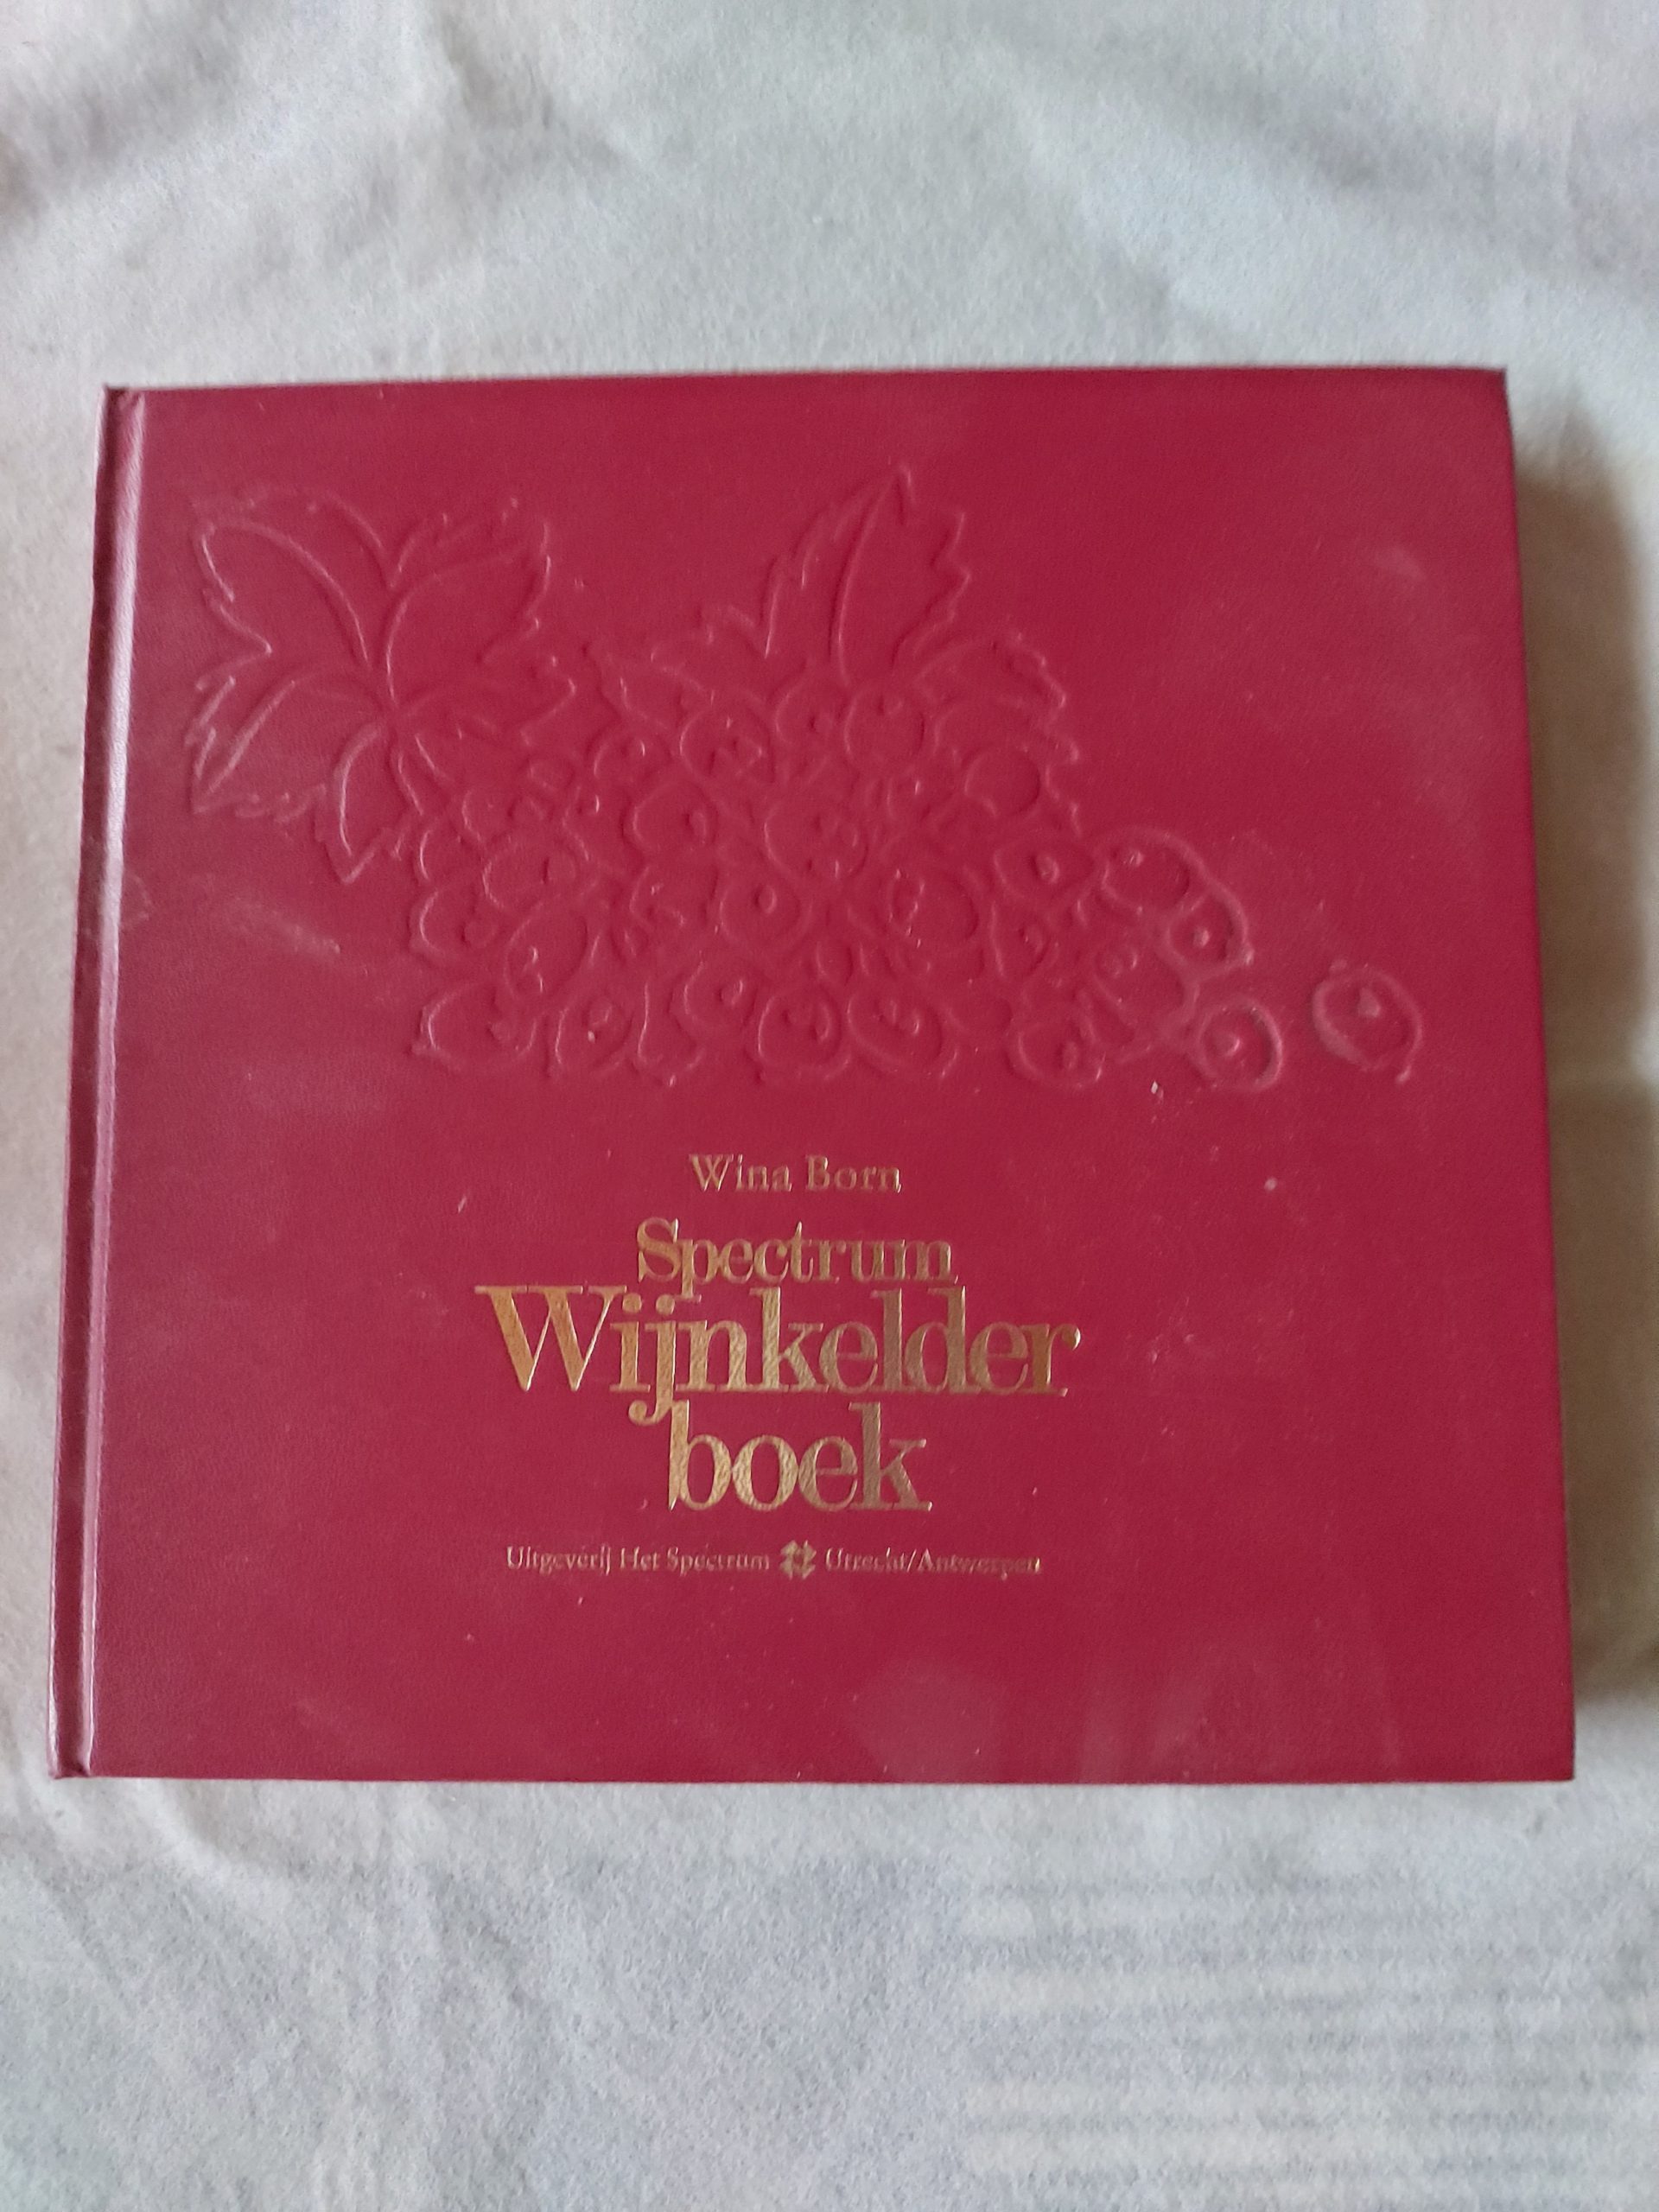 Wina Born
Spectrum
Wijnkelder
boek
Uitgeverij Het Spectrum Utrecht/Antwerpen